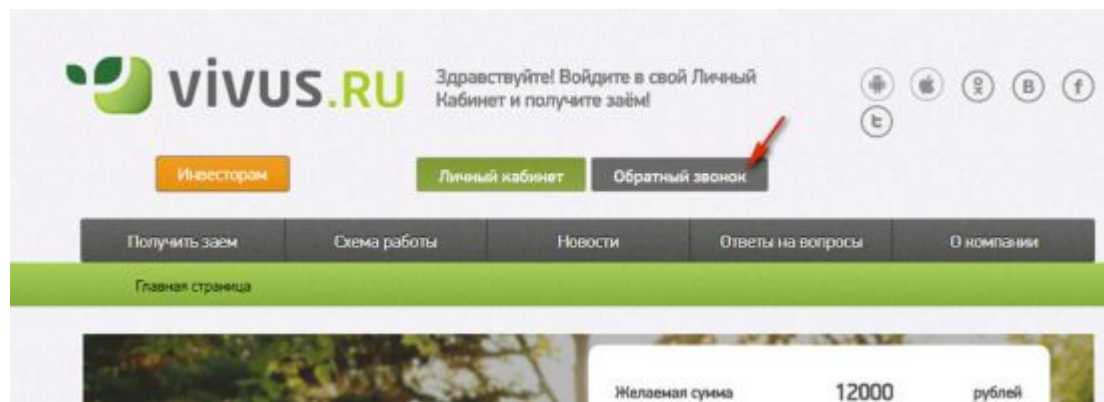 vivus.RU
Здравствуйте! Войдите в свой Личный
Кабинет и получите заём!
Инвесторам
Личный кабинет
Обратный звонок
Получить заем
Схема работы
Новости
Ответы на вопросы
О компании
Главная страница
Желаемая сумма 12000 рублей